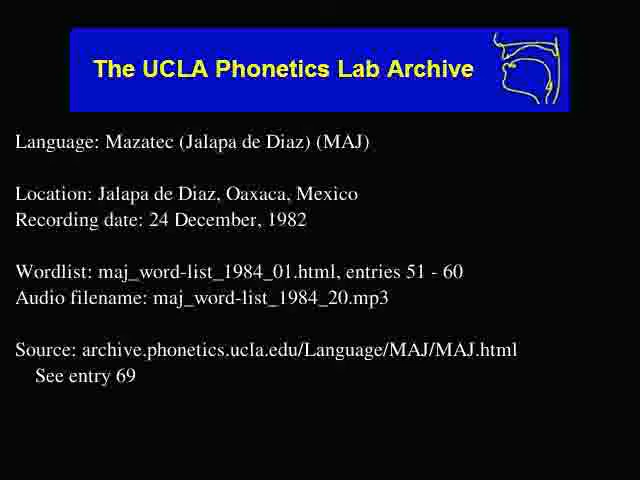 The UCLA Phonetics Lab Archive
Language: Mazatec (Jalapa de Diaz) (MAJ)
Location: Jalapa de Diaz, Oaxaca, Mexico
Recording date: 24 December, 1982
Wordlist: maj_word-list_1984_01.html, entries 51 - 60
Audio filename: maj_word-list_1984_20.mp3
Source: archive.phonetics.ucla.edu/Language/MAJ/MAJ.html
See entry 69